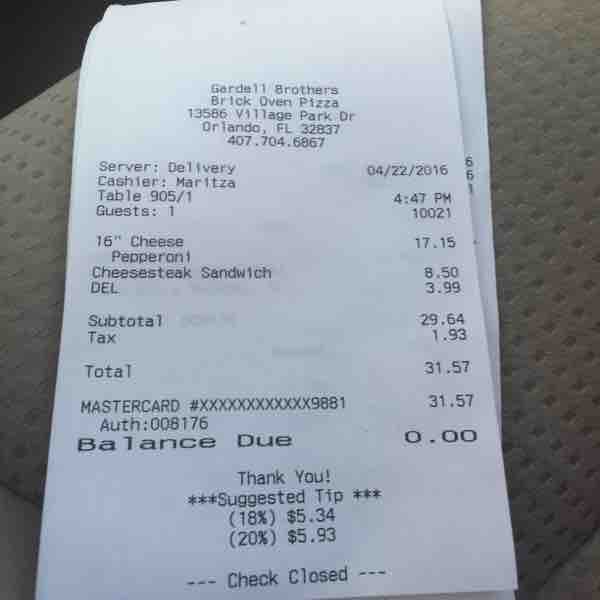 Gardell Brothers
Brick Oven Pizza
13586 Village Park Dr
Orlando, FL 32837
407.704.6867
Server: Delivery 04/22/2016
Cashier: Maritza
Table 905/1 4:47 PM
Guests: 1 10021
16" Cheese 17.15
Pepperoni
Cheesesteak Sandwich 8.50
DEL 3.99
Subtotal 29.64
Tax 1.93
Total 31.57
MASTERCARD #XXXXXXXXXXXX9881 31.57
Auth:008176
Balance Due 0.00
Thank You!
***Suggested Tip ***
(18%) $5.34
(20%) $5.93
--- Check Closed ---